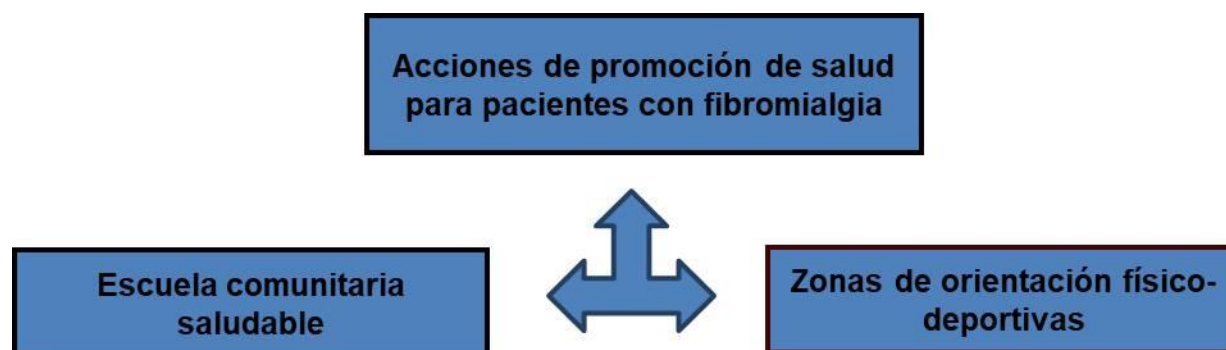 Acciones de promoción de salud
para pacientes con fibromialgia
Escuela comunitaria
saludable
Zonas de orientación físico-
deportivas